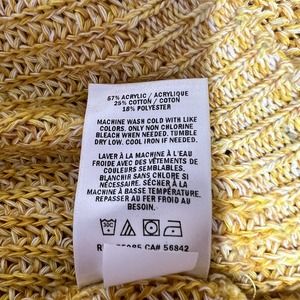 57% ACRYLIC / ACRYLIQUE
25% COTTON / COTON
18% POLYESTER
MACHINE WASH COLD WITH LIKE
COLORS. ONLY NON CHLORINE
BLEACH WHEN NEEDED. TUMBLE
DRY LOW. COOL IRON IF NEEDED.
LAVER À LA MACHINE À L'EAU
FROIDE AVEC DES VÊTEMENTS DE
COULEURS SEMBLABLES.
BLANCHIR SANS CHLORE SI
NÉCESSAIRE. SÉCHER À LA
MACHINE À BASSE TEMPÉRATURE.
REPASSER AU FER FROID AU
BESOIN.
CA# 56842